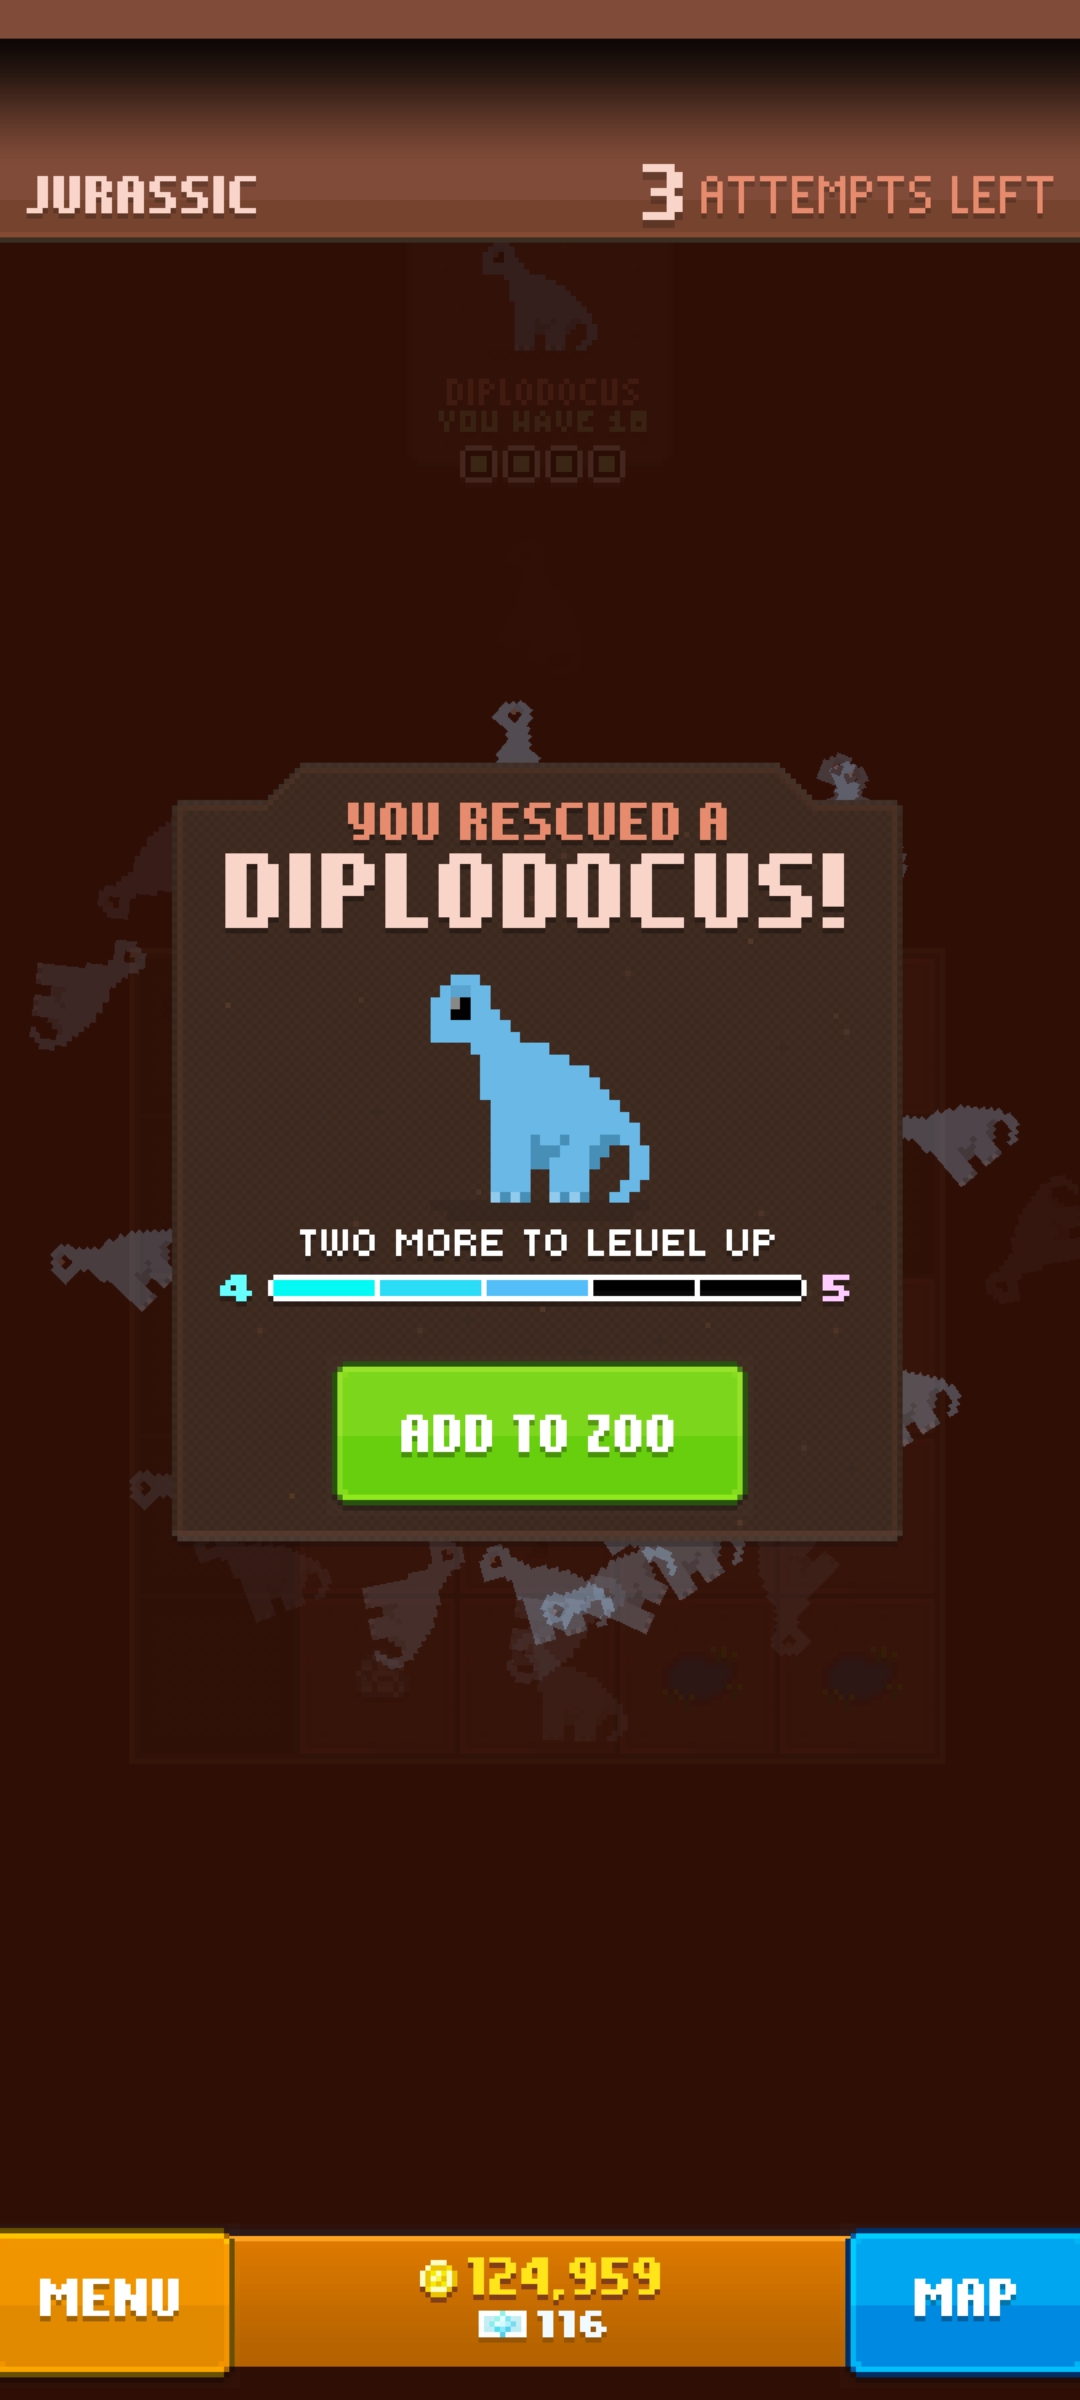 JURASSIC
3 ATTEMPTS LEFT
DIPLODOCUS
YOU HAVE 18
YOU RESCUED A
DIPLODOCUS!
TWO MORE TO LEVEL UP
4 5
ADD TO ZOO
MENU
124,959
116
MAP